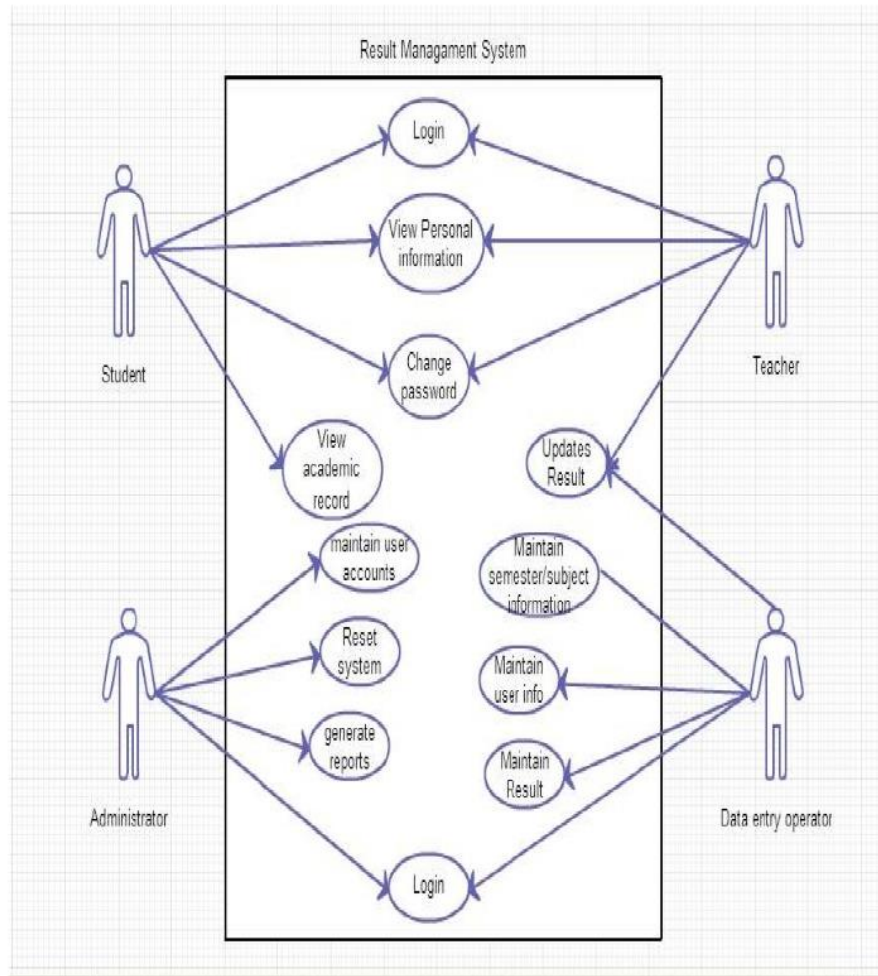 Result Managament System
Login
View Personal
information
Student
Teacher
Change
password
View
academic
record
Updates
Result
maintain user
accounts
Maintain
semester/subject
information
Reset
system
Maintain
user info
generate
reports
Maintain
Result
Administrator
Data entry operator
Login